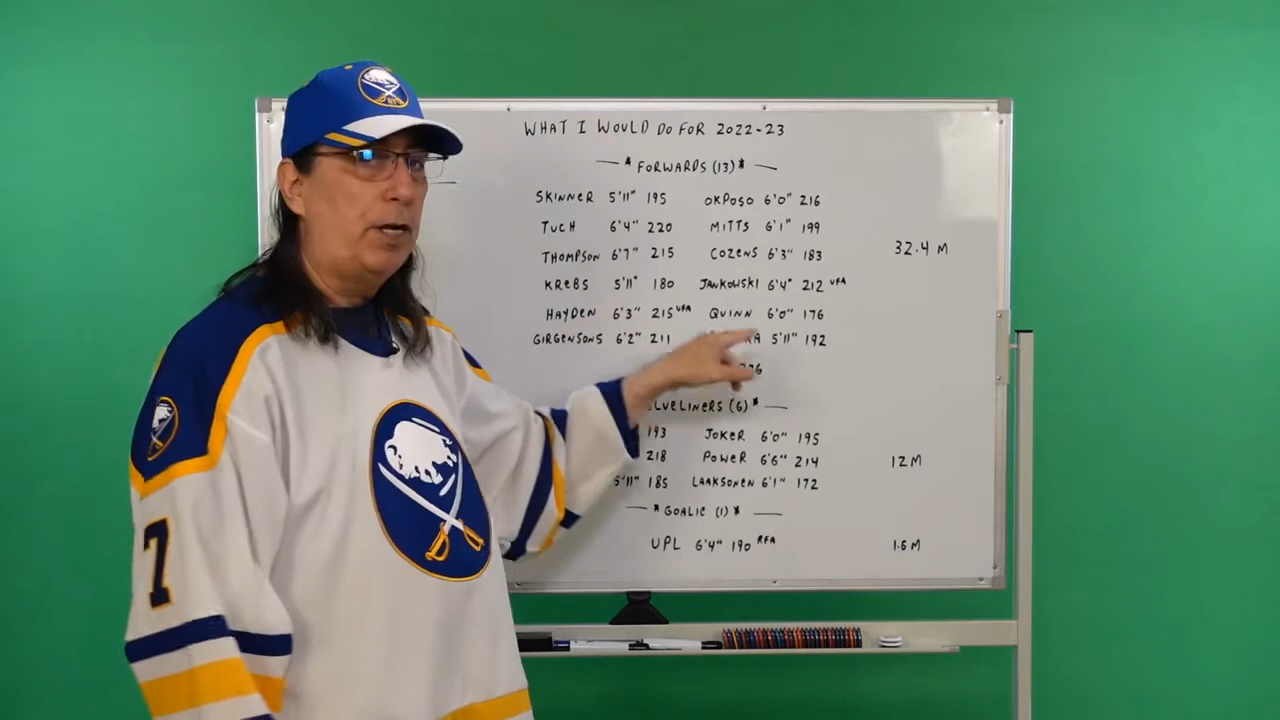 WHAT I WOULD DO FOR 2022-23
* FORWARDS (13) *
SKINNER 5'11" 195 OKPOSO 6'0" 216
TUCH 6'4" 220 MITTS 6'1" 199
THOMPSON 6'7" 215 COZENS 6'3" 183
32.4 M
KREBS 5'11" 180 JANKOWSKI 6'4" 212 UFA
HAYDEN 6'3" 215 UFA QUINN 6'0" 176
GIRGENSONS 6'2" 211 5'11" 192
(6) *
193 JOKER 6'0" 195
218 POWER 6'6" 214 12 M
5'11" 185 LAAKSONEN 6'1" 172
* GOALIE (1) *
UPL 6'4" 190 RFA 1.6 M
7